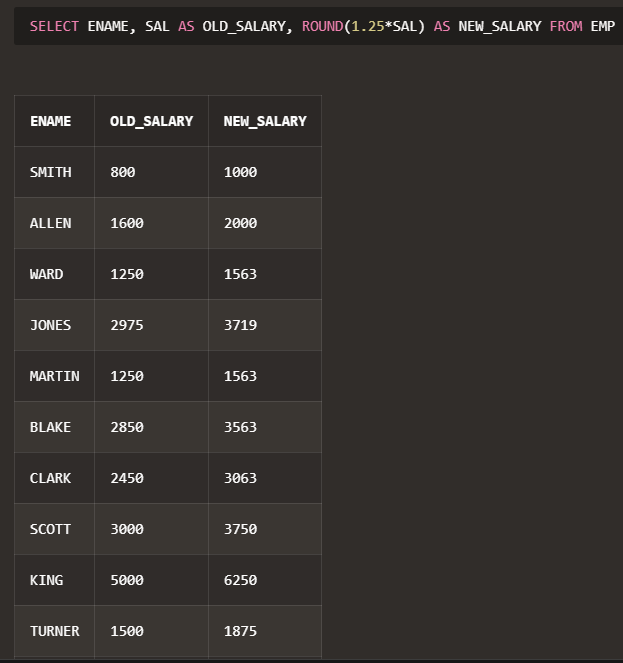 SELECT ENAME, SAL AS OLD_SALARY, ROUND(1.25*SAL) AS NEW_SALARY FROM EMP
ENAME OLD_SALARY NEW_SALARY
SMITH 800 1000
ALLEN 1600 2000
WARD 1250 1563
JONES 2975 3719
MARTIN 1250 1563
BLAKE 2850 3563
CLARK 2450 3063
SCOTT 3000 3750
KING 5000 6250
TURNER 1500 1875